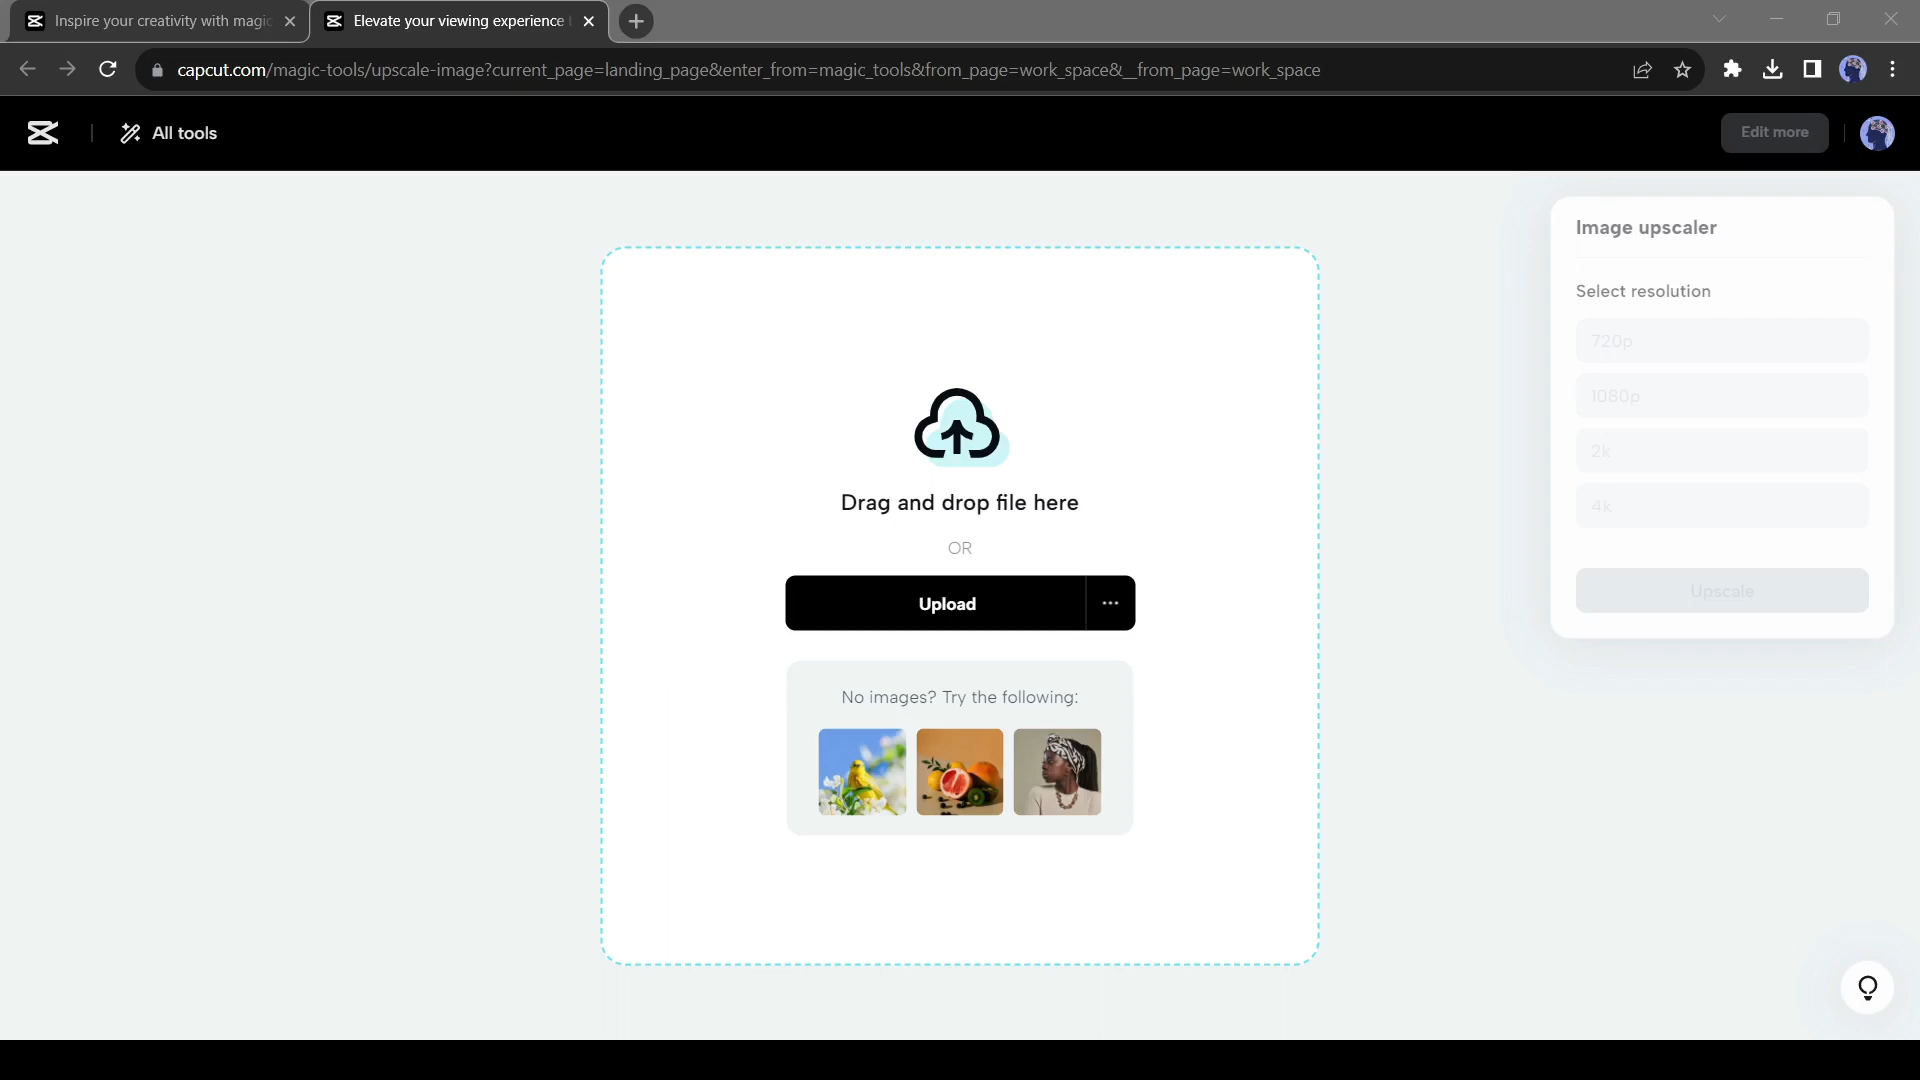 Inspire your creativity with magic
Elevate your viewing experience
capcut.com/magic-tools/upscale-image?current_page=landing_page&enter_from=magic_tools&from_page=work_space&__from_page=work_space
All tools
Edit more
Image upscaler
Select resolution
720p
1080p
2k
4k
Upscale
Drag and drop file here
OR
Upload
No images? Try the following: